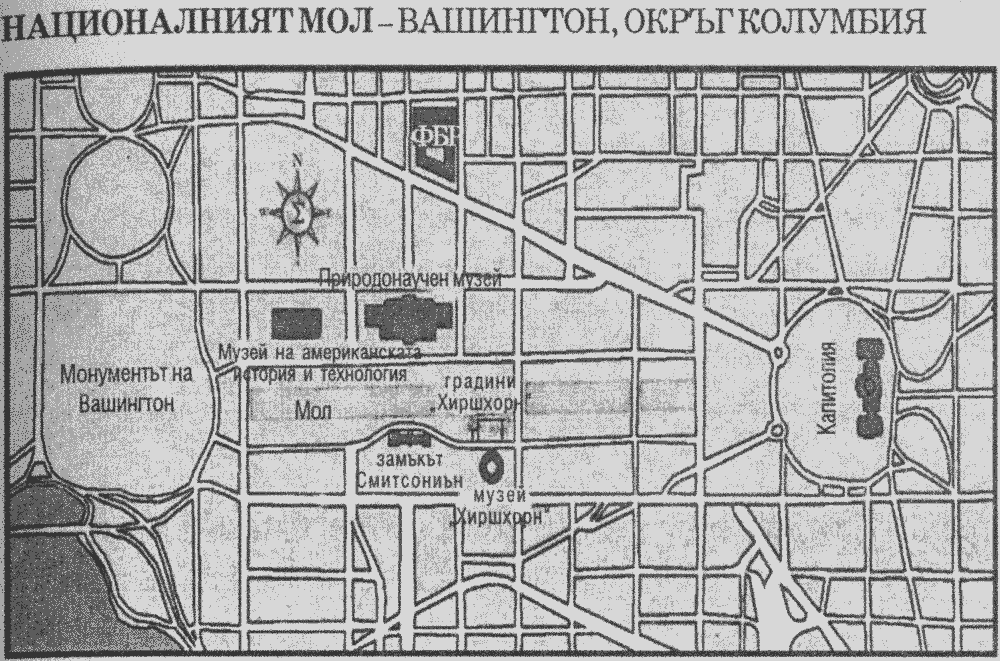 НАЦИОНАЛНИЯТ МОЛ – ВАШИНГТОН, ОКРЪГ КОЛУМБИЯ
ФБР
N
Природонаучен музей
Музей на американската
история и технология
Монументът на
Вашингтон
Мол
градини
„Хиршхорн“
Капитолия
замъкът
Смитсониън
музей
„Хиршхорн“